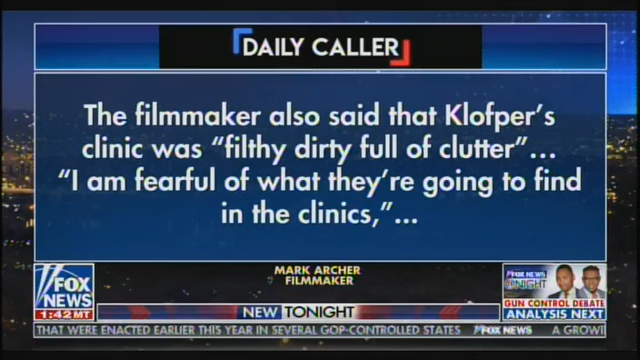 DAILY CALLER
The filmmaker also said that Klofper's
clinic was “filthy dirty full of clutter”...
“I am fearful of what they're going to find
in the clinics,”...
MARK ARCHER
FILMMAKER
FOX
NEWS
1:42 MT
NEW TONIGHT
FOX NEWS
@NIGHT
GUN CONTROL DEBATE
ANALYSIS NEXT
THAT WERE ENACTED EARLIER THIS YEAR IN SEVERAL GOP-CONTROLLED STATES FOX NEWS A GROWI